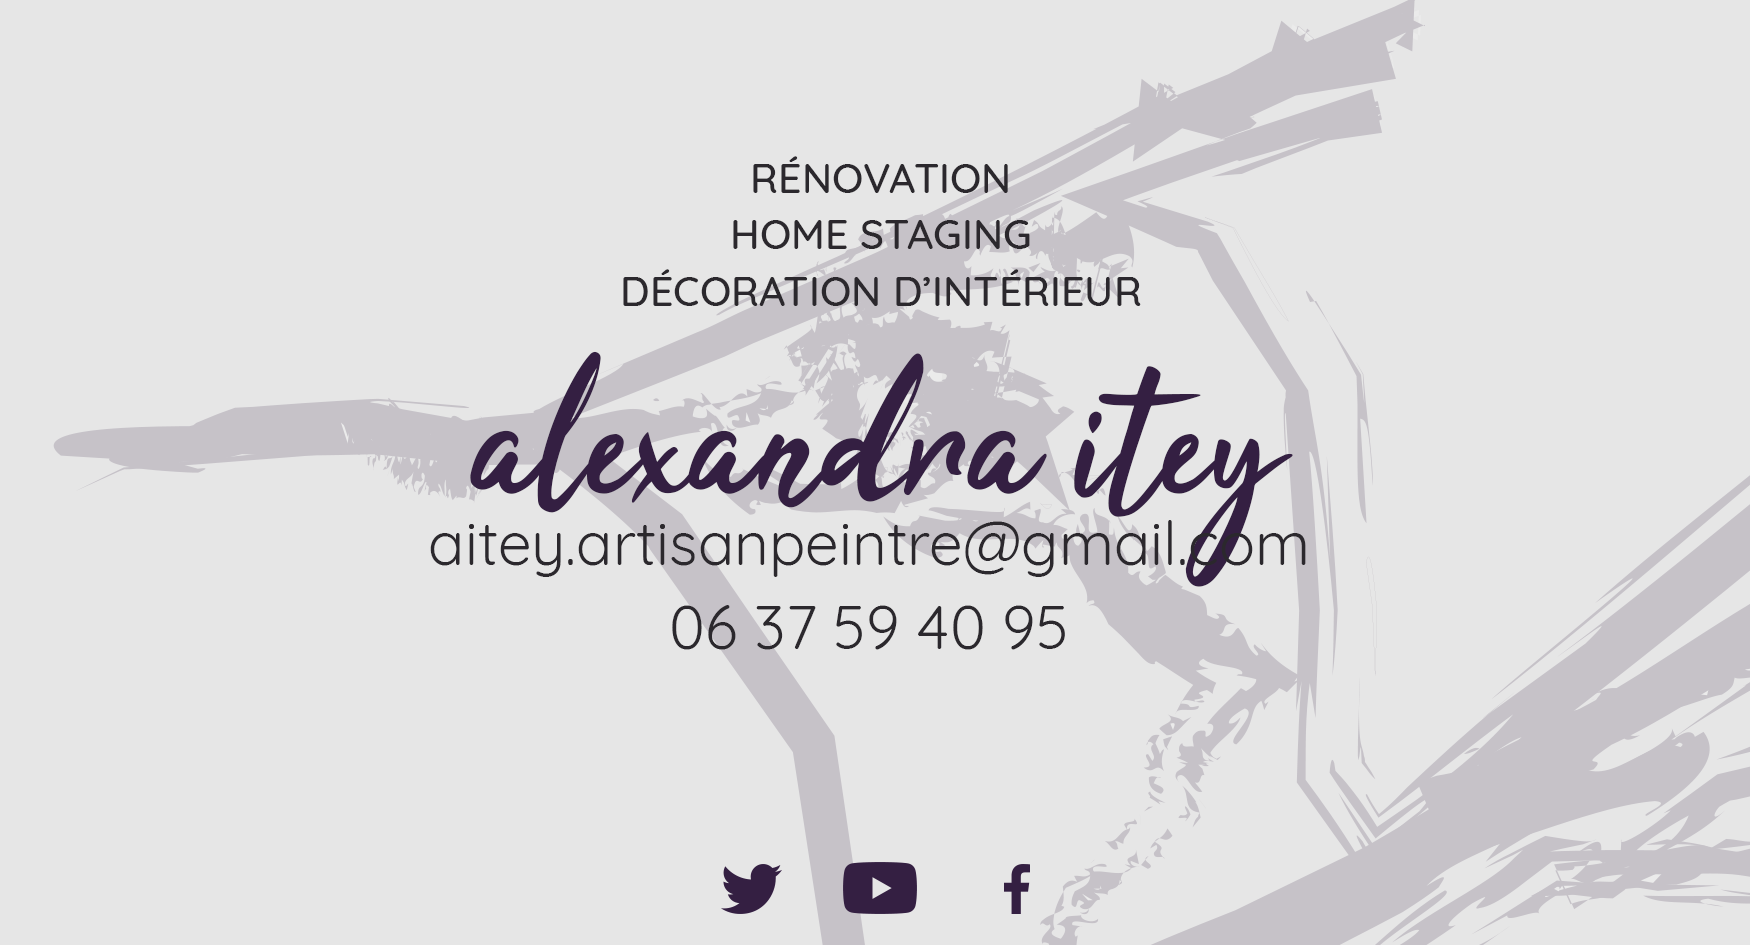 RÉNOVATION
HOME STAGING
DÉCORATION D’INTÉRIEUR
alexandra itey
aitey.artisanpeintre@gmail.com
06 37 59 40 95